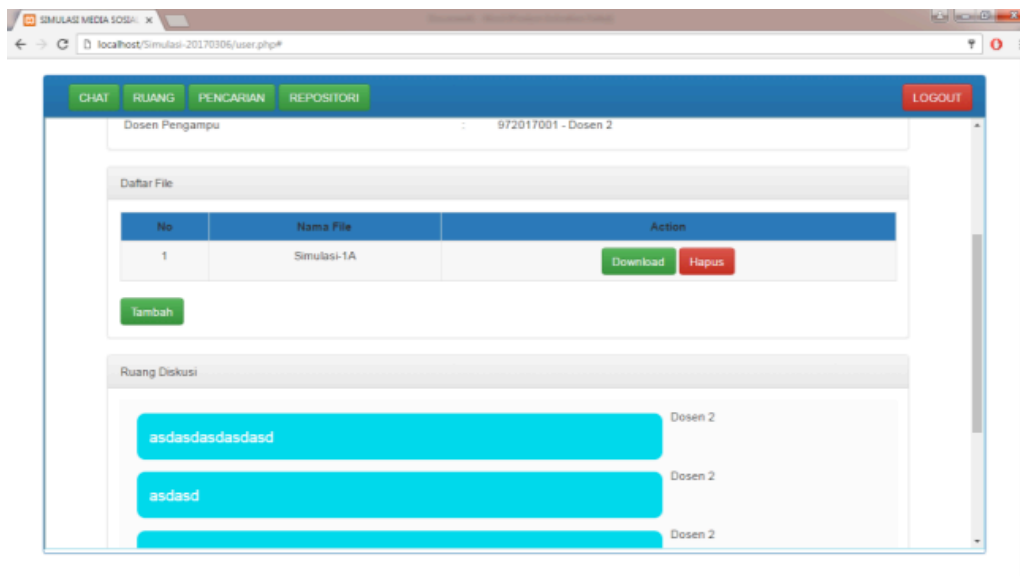 SIMULASI MEDIA SOSIAL
localhost/Simulasi-20170306/user.php#
CHAT RUANG PENCARIAN REPOSITORI LOGOUT
Dosen Pengampu : 972017001 - Dosen 2
Daftar File
No Nama File Action
1 Simulasi-1A Download Hapus
Tambah
Ruang Diskusi
asdasdasdasdasd Dosen 2
asdasd Dosen 2
Dosen 2